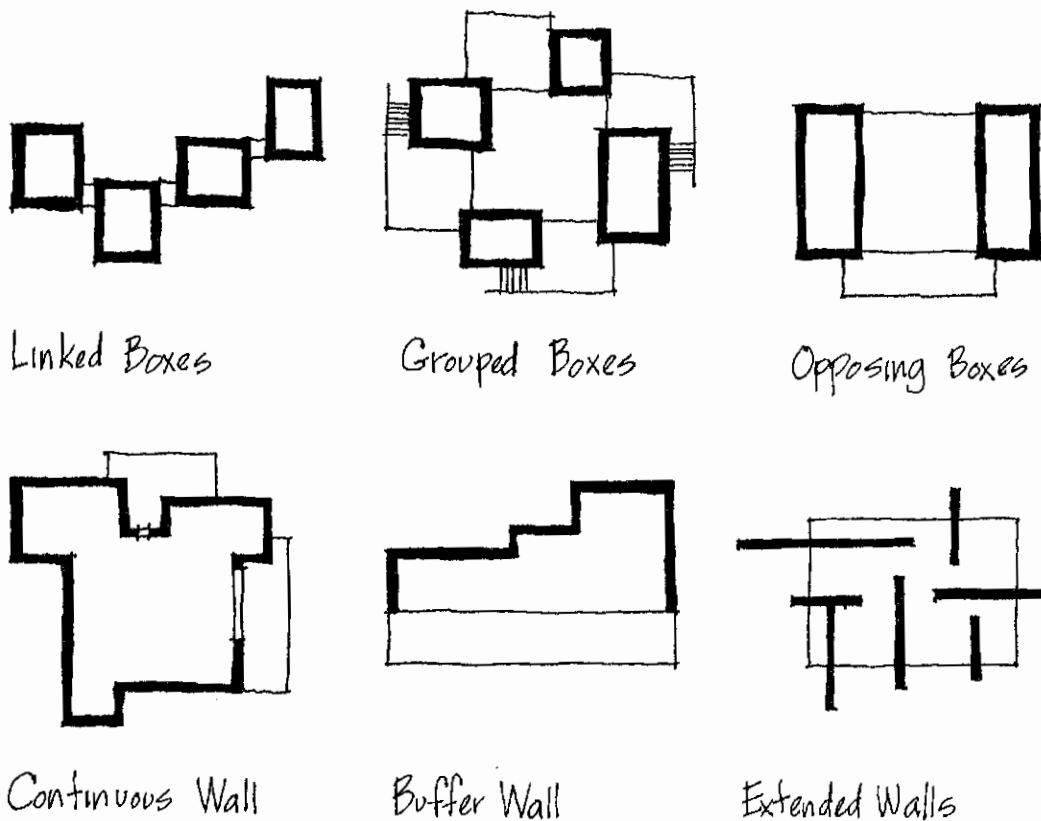 Linked Boxes
Grouped Boxes
Opposing Boxes
Continuous Wall
Buffer Wall
Extended Walls